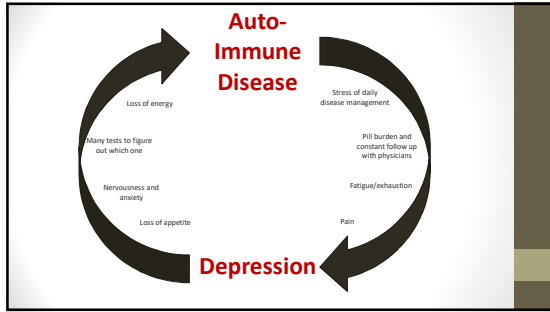 Auto-
Immune
Disease
Stress of daily
disease management
Pill burden and
constant follow up
with physicians
Fatigue/exhaustion
Pain
Depression
Loss of appetite
Nervousness and
anxiety
Many tests to figure
out which one
Loss of energy